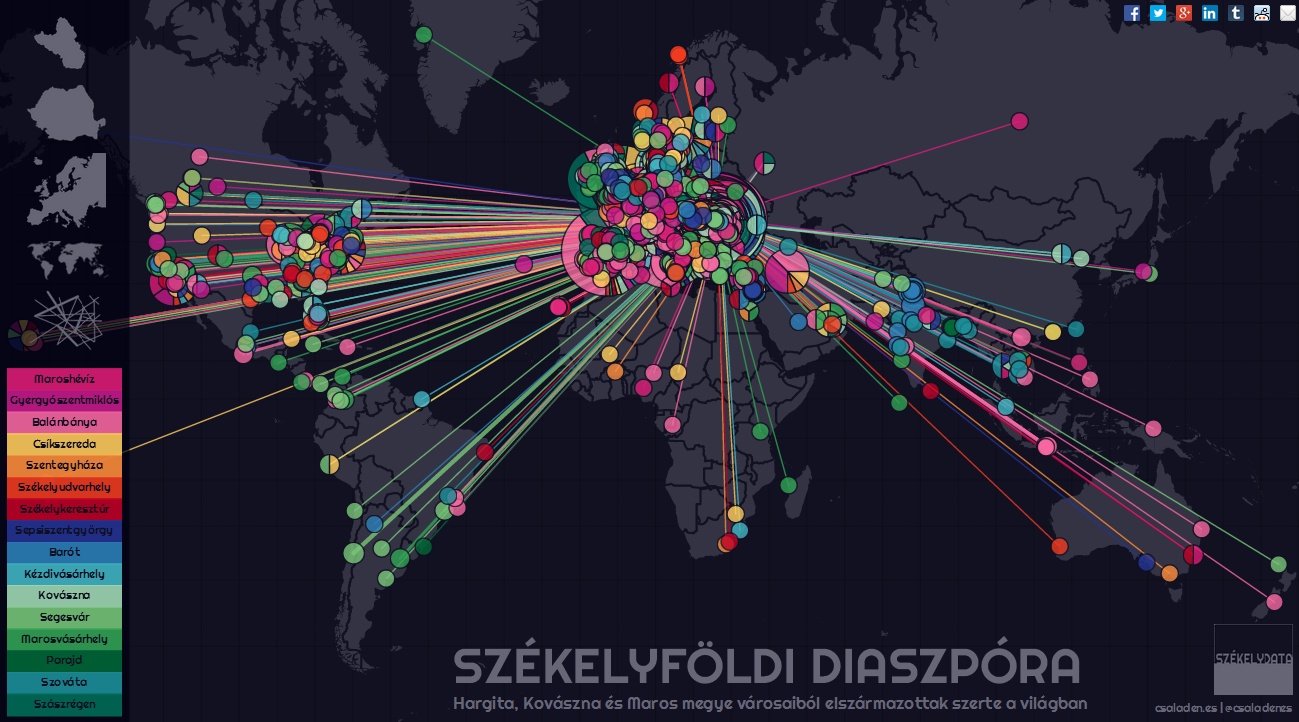 Maroshévíz
Gyergyószentmiklós
Balánbánya
Csíkszereda
Szentegyháza
Székelyudvarhely
Székelykeresztúr
Sepsiszentgyörgy
Barót
Kézdivásárhely
Kovászna
Segesvár
Marosvásárhely
Parajd
Szováta
Szászrégen
SZÉKELYFÖLDI DIASZPÓRA
Hargita, Kovászna és Maros megye városaiból elszármazottak szerte a világban
SZÉKELYDATA
csaladen.es | @csaladenes